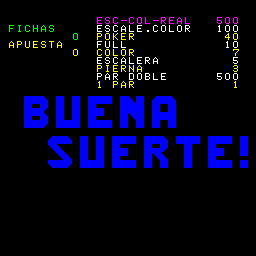 ESC-COL-REAL 500
FICHAS ESCALE.COLOR 100
0 POKER 40
APUESTA FULL 10
0 COLOR 7
ESCALERA 5
PIERNA 3
PAR DOBLE 500
1 PAR 1
BUENA
SUERTE!